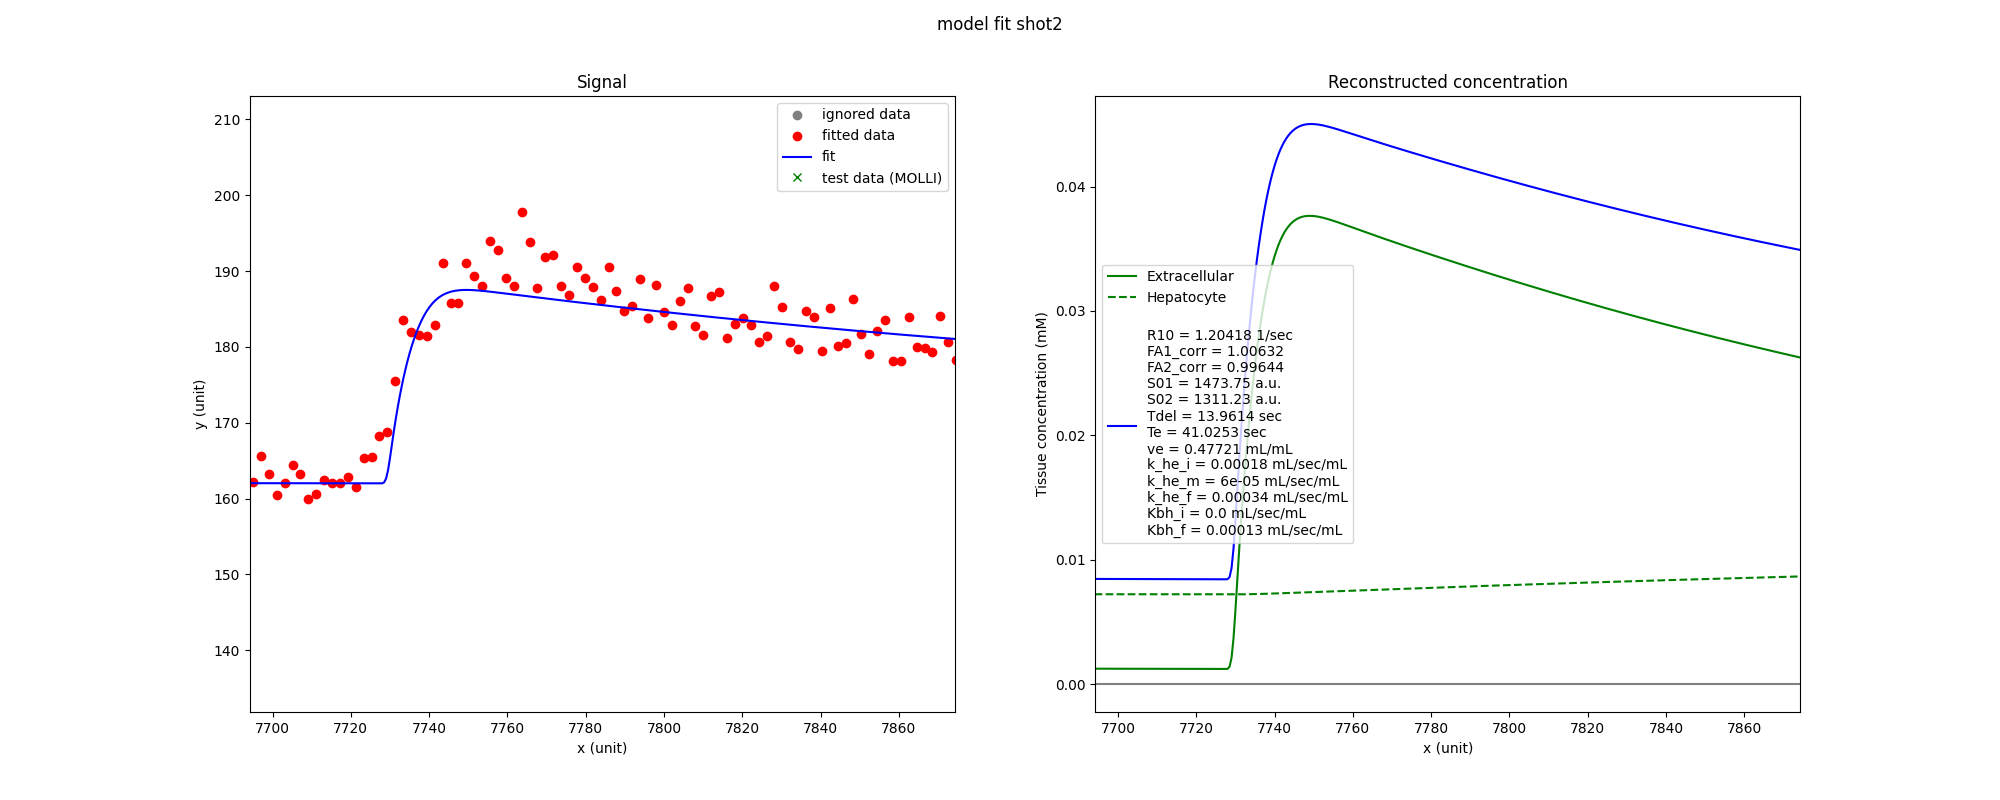 model fit shot2
Signal
210
200
190
180
170
160
150
140
y (unit)
7700 7720 7740 7760 7780 7800 7820 7840 7860
x (unit)
ignored data
fitted data
fit
test data (MOLLI)
Reconstructed concentration
0.04
0.03
0.02
0.01
0.00
Tissue concentration (mM)
7700 7720 7740 7760 7780 7800 7820 7840 7860
x (unit)
Extracellular
Hepatocyte
R10 = 1.20418 1/sec
FA1_corr = 1.00632
FA2_corr = 0.99644
S01 = 1473.75 a.u.
S02 = 1311.23 a.u.
Tdel = 13.9614 sec
Te = 41.0253 sec
ve = 0.47721 mL/mL
k_he_i = 0.00018 mL/sec/mL
k_he_m = 6e-05 mL/sec/mL
k_he_f = 0.00034 mL/sec/mL
Kbh_i = 0.0 mL/sec/mL
Kbh_f = 0.00013 mL/sec/mL